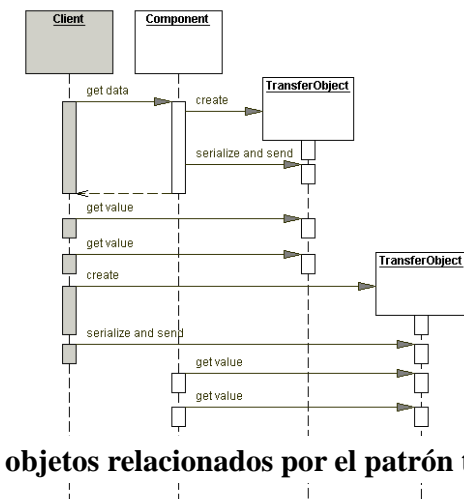 Client
Component
TransferObject
get data
create
serialize and send
get value
get value
TransferObject
create
serialize and send
get value
get value
objetos relacionados por el patrón